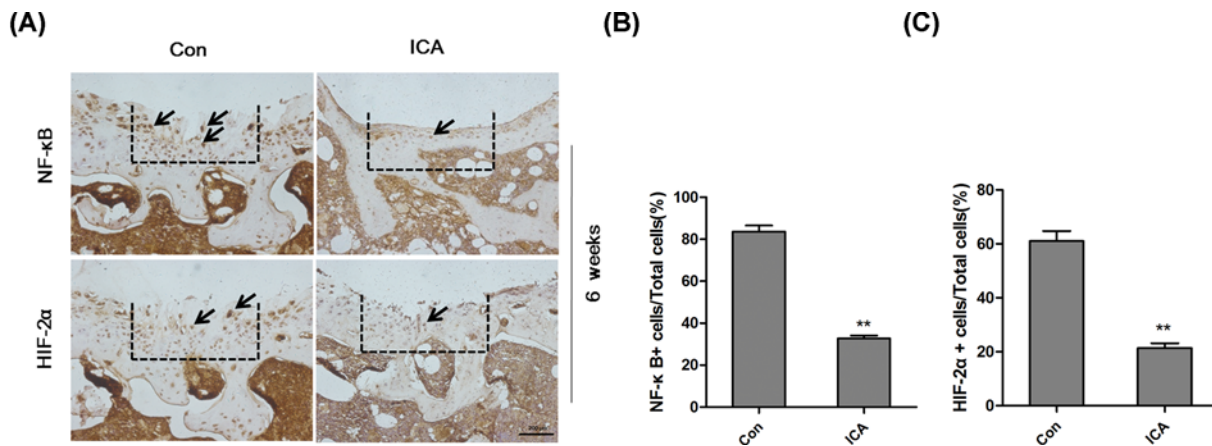 (A)
Con
ICA
NF-κB
HIF-2α
6 weeks
(B)
NF-κ B+ cells/Total cells(%)
100
80
60
40
20
0
**
Con
ICA
(C)
HIF-2α + cells/Total cells(%)
80
60
40
20
0
**
Con
ICA